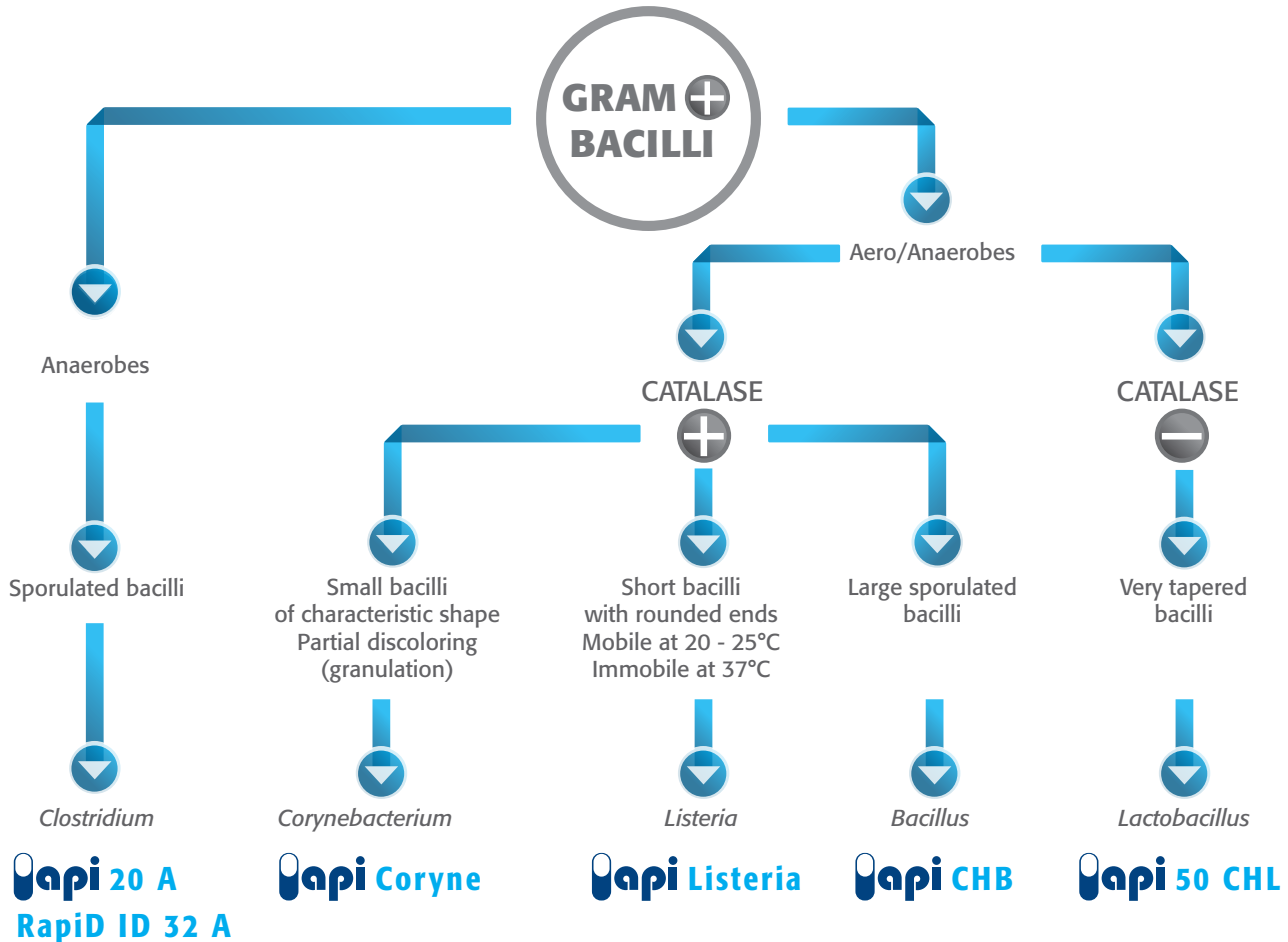 GRAM +
BACILLI
Aero/Anaerobes
Anaerobes
CATALASE
+
CATALASE
−
Sporulated bacilli
Small bacilli
of characteristic shape
Partial discoloring
(granulation)
Short bacilli
with rounded ends
Mobile at 20 - 25°C
Immobile at 37°C
Large sporulated
bacilli
Very tapered
bacilli
Clostridium
Corynebacterium
Listeria
Bacillus
Lactobacillus
api 20 A
RapiD ID 32 A
api Coryne
api Listeria
api CHB
api 50 CHL